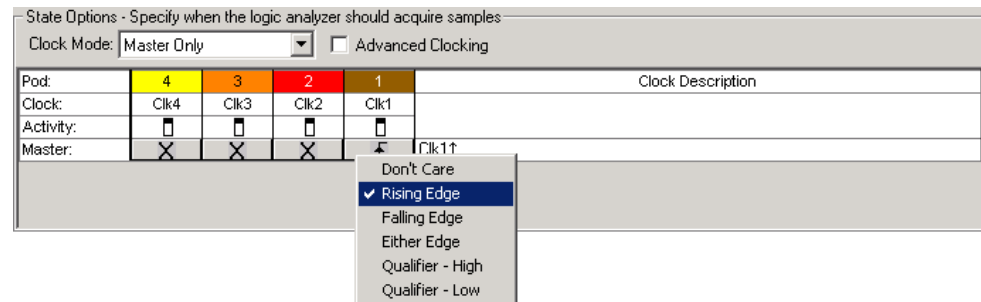 State Options - Specify when the logic analyzer should acquire samples
Clock Mode: Master Only Advanced Clocking
Pod: 4 3 2 1 Clock Description
Clock: Clk4 Clk3 Clk2 Clk1
Activity:
Master: X X X Clk1↑
Don't Care
✓ Rising Edge
Falling Edge
Either Edge
Qualifier - High
Qualifier - Low